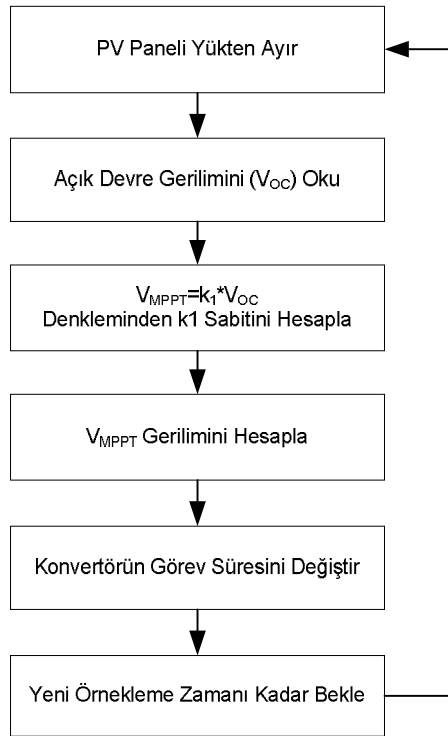 PV Paneli Yükten Ayır
Açık Devre Gerilimini (VOC) Oku
VMPPT=k1*VOC
Denkleminden k1 Sabitini Hesapla
VMPPT Gerilimini Hesapla
Konvertörün Görev Süresini Değiştir
Yeni Örnekleme Zamanı Kadar Bekle